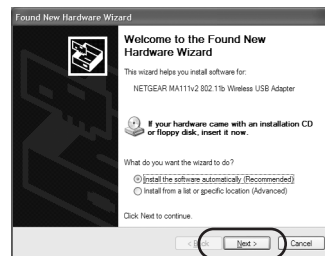 Found New Hardware Wizard
Welcome to the Found New
Hardware Wizard
This wizard helps you install software for:
NETGEAR MA111v2 802.11b Wireless USB Adapter
If your hardware came with an installation CD
or floppy disk, insert it now.
What do you want the wizard to do?
Install the software automatically (Recommended)
Install from a list or specific location (Advanced)
Click Next to continue.
< Back Next > Cancel